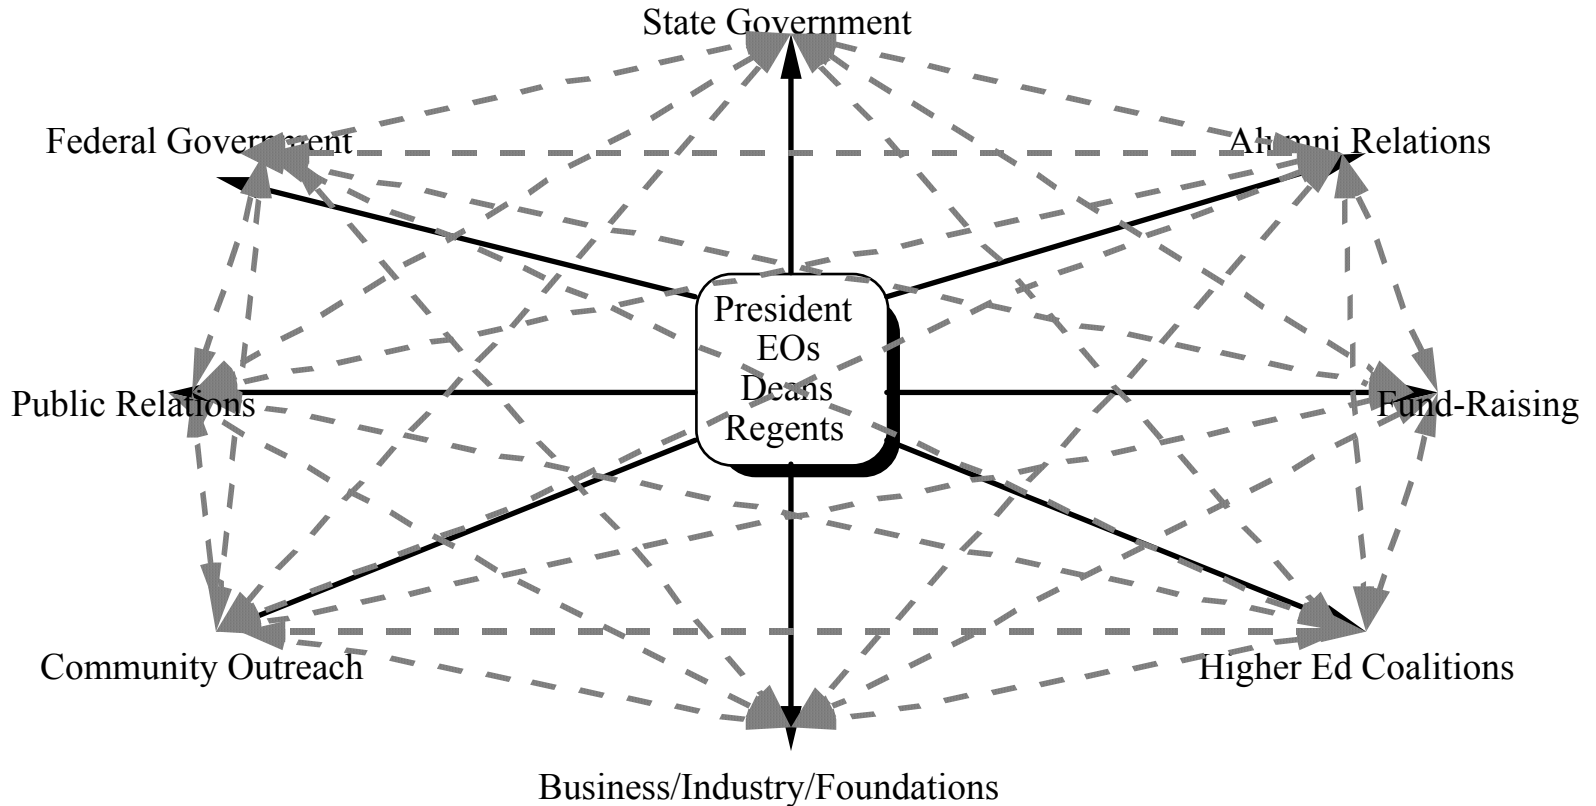 State Government
Federal Government
Alumni Relations
President
EOs
Deans
Regents
Public Relations
Fund-Raising
Community Outreach
Higher Ed Coalitions
Business/Industry/Foundations